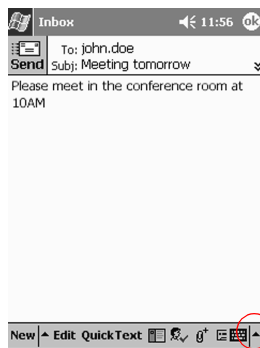 Inbox 11:56 ok
To: john.doe
Send Subj: Meeting tomorrow
Please meet in the conference room at
10AM
New Edit QuickText